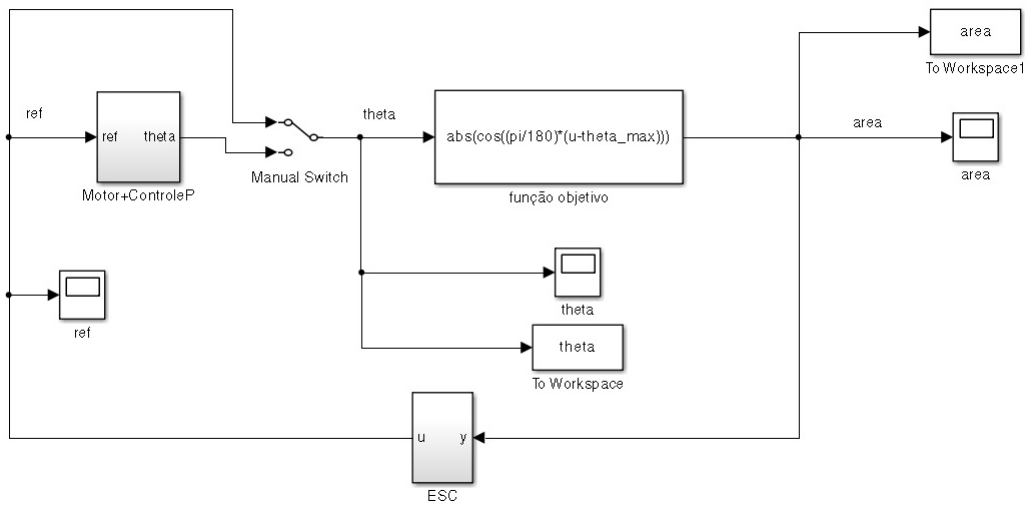 area
To Workspace1
ref
theta
ref theta
abs(cos((pi/180)*(u-theta_max)))
area
Manual Switch
Motor+ControleP
função objetivo
area
theta
ref
theta
To Workspace
u y
ESC